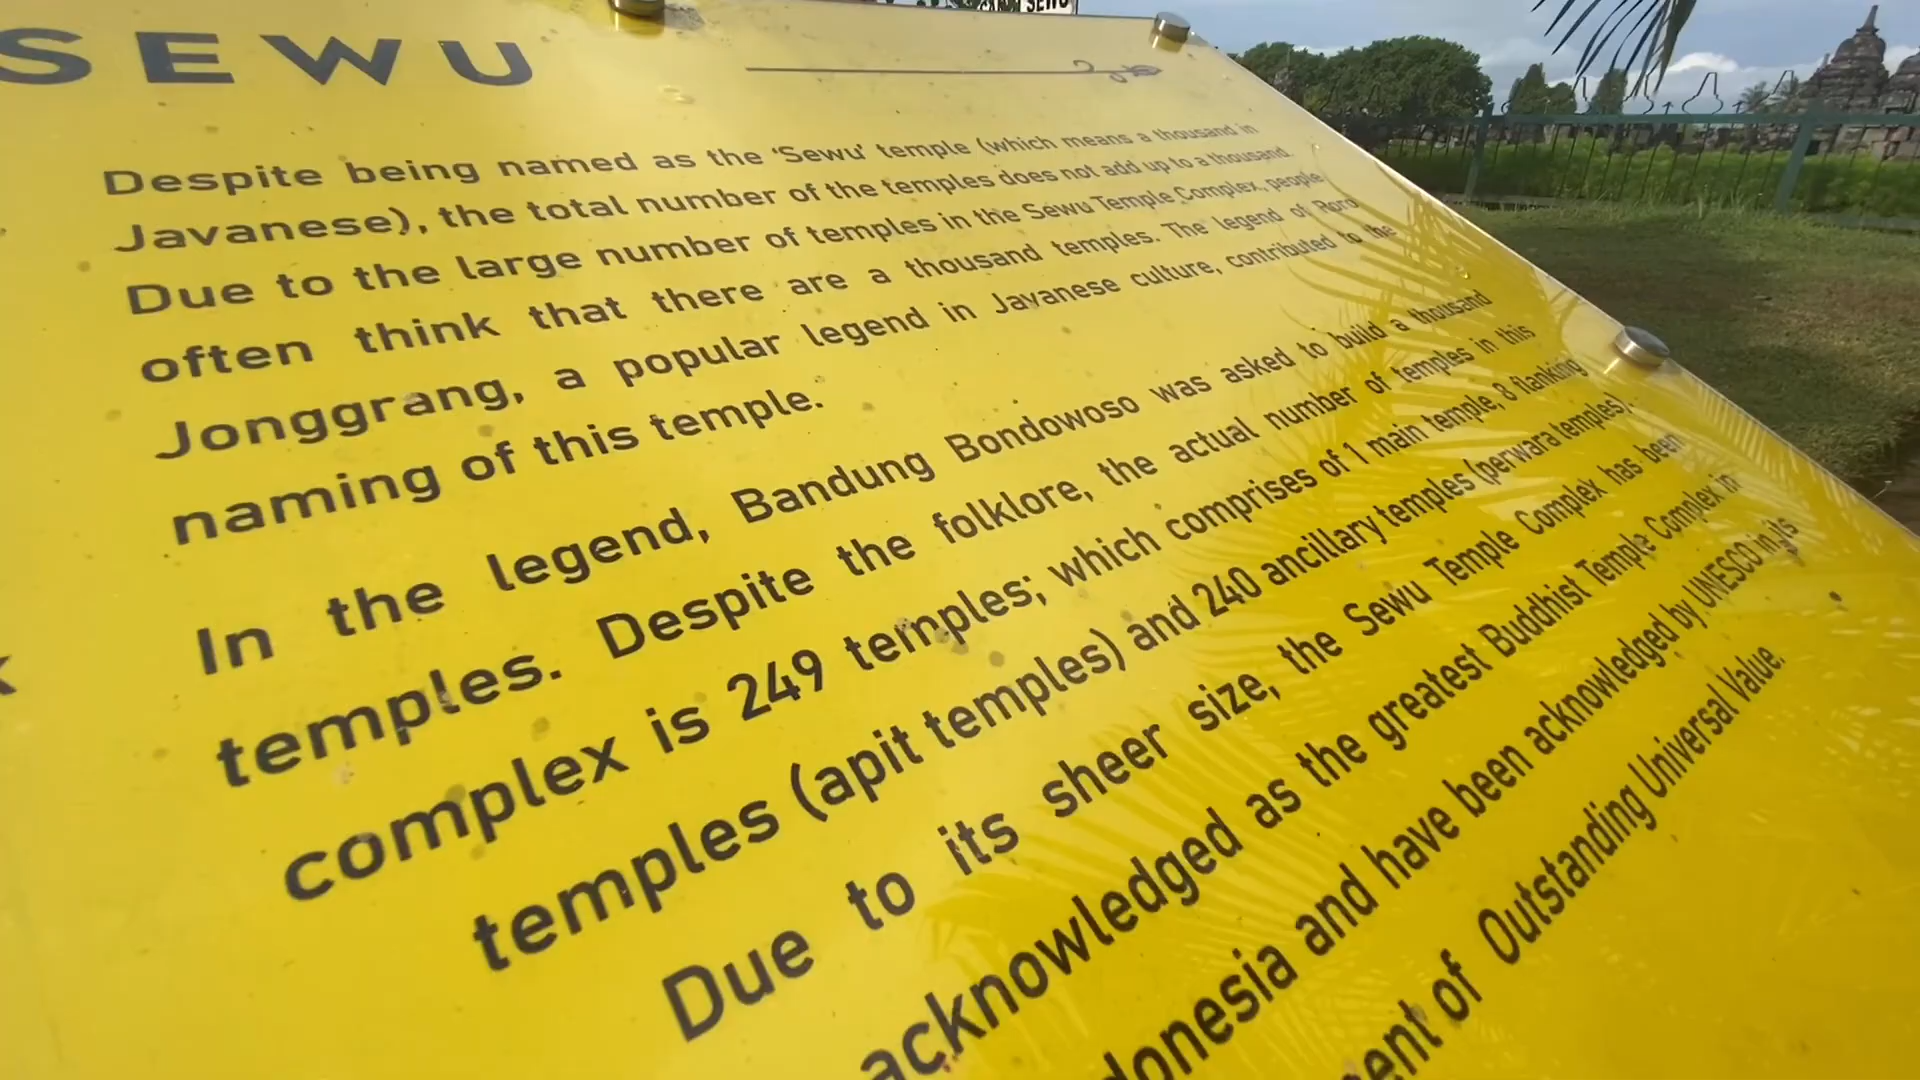 SEWU
SEWU
Despite being named as the ‘Sewu’ temple (which means a thousand in
Javanese), the total number of the temples does not add up to a thousand.
Due to the large number of temples in the Sewu Temple Complex, people
often think that there are a thousand temples. The legend of Roro
Jonggrang, a popular legend in Javanese culture, contributed to the
naming of this temple.
In the legend, Bandung Bondowoso was asked to build a thousand
temples. Despite the folklore, the actual number of temples in this
complex is 249 temples; which comprises of 1 main temple, 8 flanking
temples (apit temples) and 240 ancillary temples (perwara temples).
Due to its sheer size, the Sewu Temple Complex has been
acknowledged as the greatest Buddhist Temple Complex in
donesia and have been acknowledged by UNESCO in its
ent of Outstanding Universal Value.